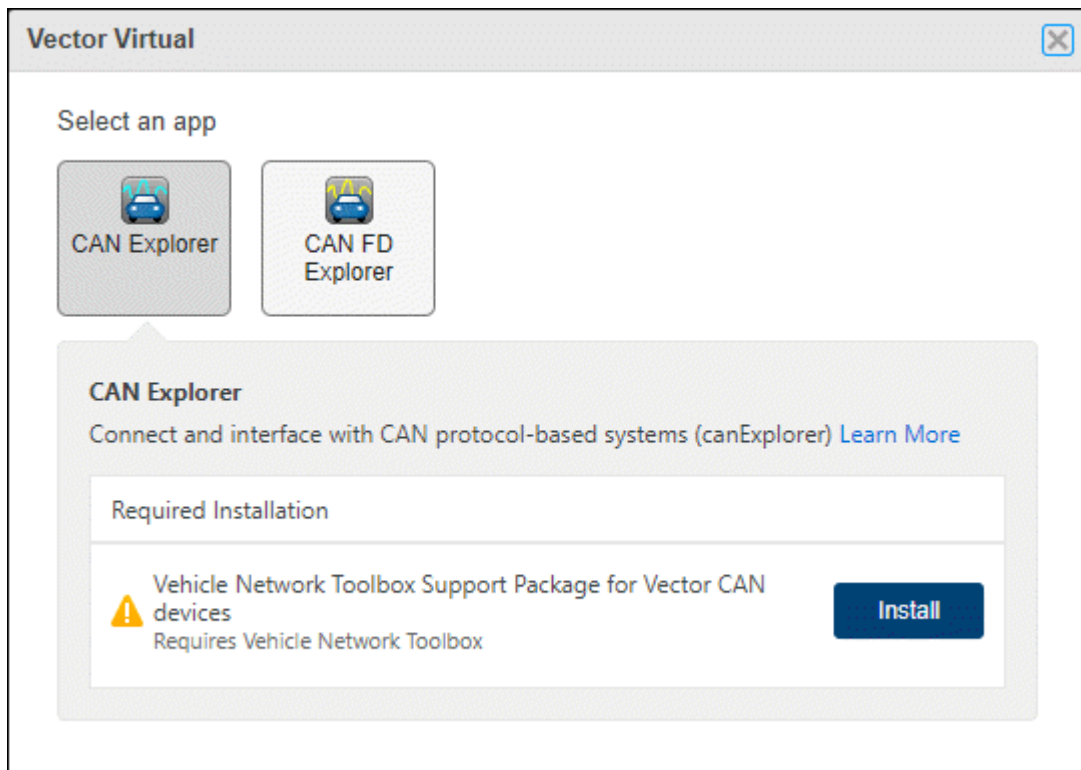 Vector Virtual
Select an app
CAN Explorer
CAN FD
Explorer
CAN Explorer
Connect and interface with CAN protocol-based systems (canExplorer) Learn More
Required Installation
Vehicle Network Toolbox Support Package for Vector CAN
devices
Requires Vehicle Network Toolbox
Install